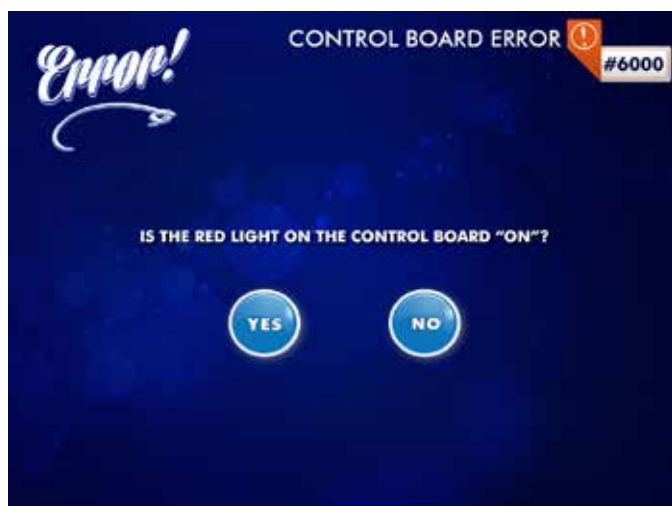 Error!
CONTROL BOARD ERROR
#6000
IS THE RED LIGHT ON THE CONTROL BOARD "ON"?
YES
NO